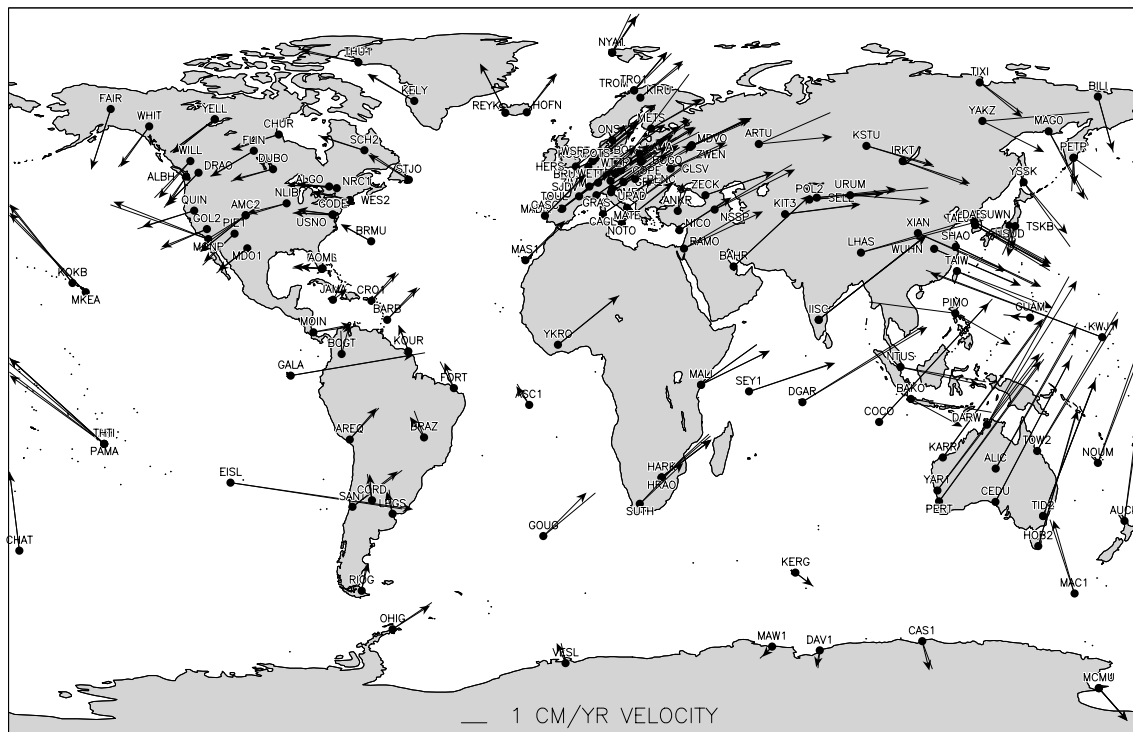 NYA1
THU1
TRO1
TROM
KIRU
TIXI
BILI
KELY
FAIR
REYK
HOFN
WHIT
YELL
YAKZ
MAGO
CHUR
METS
ONS
MDVO
ARTU
KSTU
FLIN
SCH2
PETP
WILL
DUBO
IRKT
ZWEN
DRAO
STJO
HERS
GLSV
ALBH
ALGO
NRC1
YSSK
NLIB
WES2
POL2
URUM
ZECK
QUIN
AMC2
GODE
GRAS
KIT3
SELE
GOL2
USNO
CAGL
MATE
ANKR
NSSP
XIAN
SUWN
PIE1
NOTO
NICO
TSKB
BRMU
MONP
MDO1
MAS1
RAMO
LHAS
WUHN
SHAO
BAHR
TAIW
KOKB
AOML
MKEA
JAMA
CRO1
BARB
IISC
PIMO
GUAM
MOIN
YKRO
KWJ1
BOGT
KOUR
GALA
NTUS
FORT
MALI
SEY1
BAKO
ASC1
DGAR
COCO
DARW
AREQ
BRAZ
THTI
PAMA
KARR
TOW2
NOUM
ALIC
EISL
HARK
HRAO
YAR1
SANT
CORD
LPGS
CEDU
PERT
SUTH
TIDB
AUCK
GOUG
HOB2
CHAT
KERG
RIOG
MAC1
OHIG
CAS1
MAW1
DAV1
VESL
MCMU
1 CM/YR VELOCITY